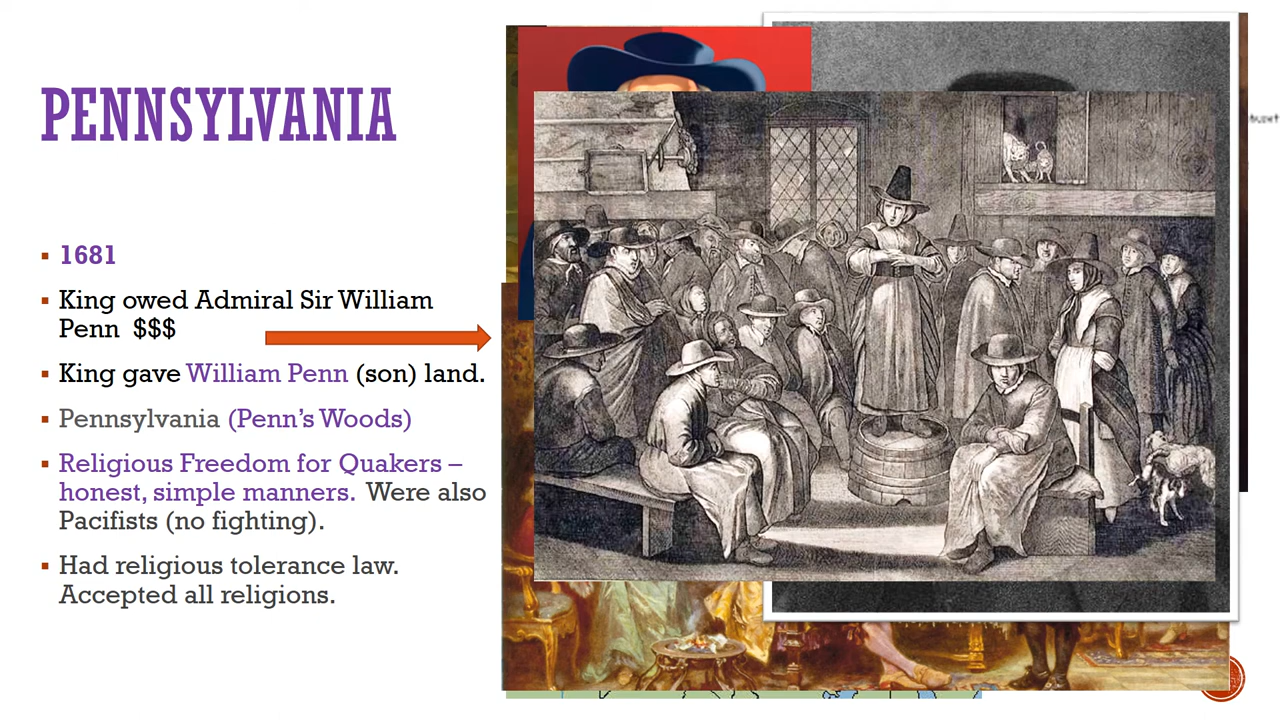 PENNSYLVANIA
▪ 1681
▪ King owed Admiral Sir William
Penn $$$
▪ King gave William Penn (son) land.
▪ Pennsylvania (Penn's Woods)
▪ Religious Freedom for Quakers –
honest, simple manners. Were also
Pacifists (no fighting).
▪ Had religious tolerance law.
Accepted all religions.